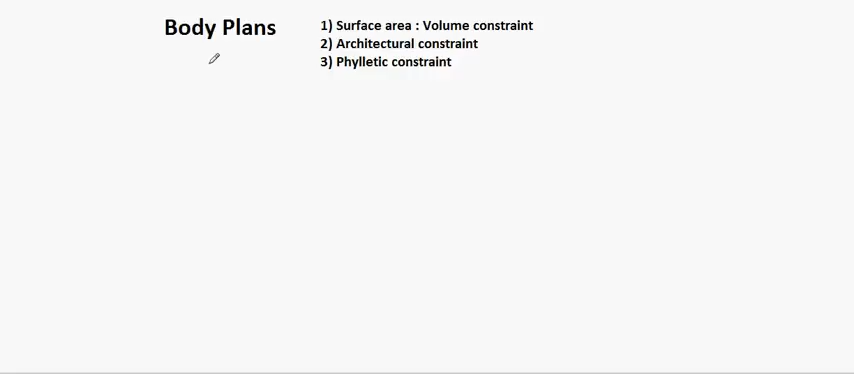 Body Plans
1) Surface area : Volume constraint
2) Architectural constraint
3) Phylletic constraint